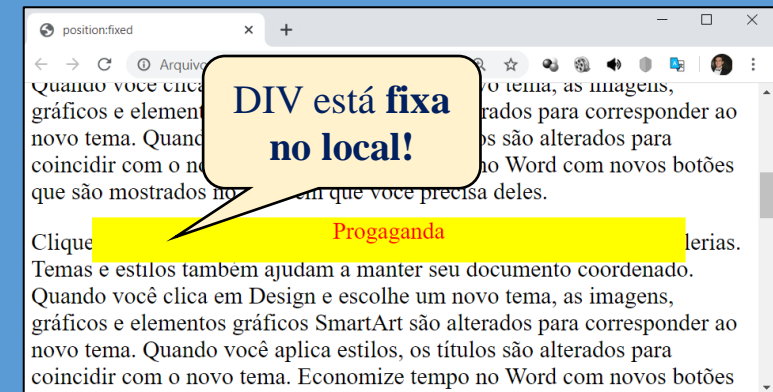 position:fixed
Arquivo
DIV está fixa
no local!
Quando você clica vo tema, as imagens,
gráficos e element rados para corresponder ao
novo tema. Quand s são alterados para
coincidir com o no no Word com novos botões
que são mostrados no em que você precisa deles.
Progaganda
Clique lerias.
Temas e estilos também ajudam a manter seu documento coordenado.
Quando você clica em Design e escolhe um novo tema, as imagens,
gráficos e elementos gráficos SmartArt são alterados para corresponder ao
novo tema. Quando você aplica estilos, os títulos são alterados para
coincidir com o novo tema. Economize tempo no Word com novos botões